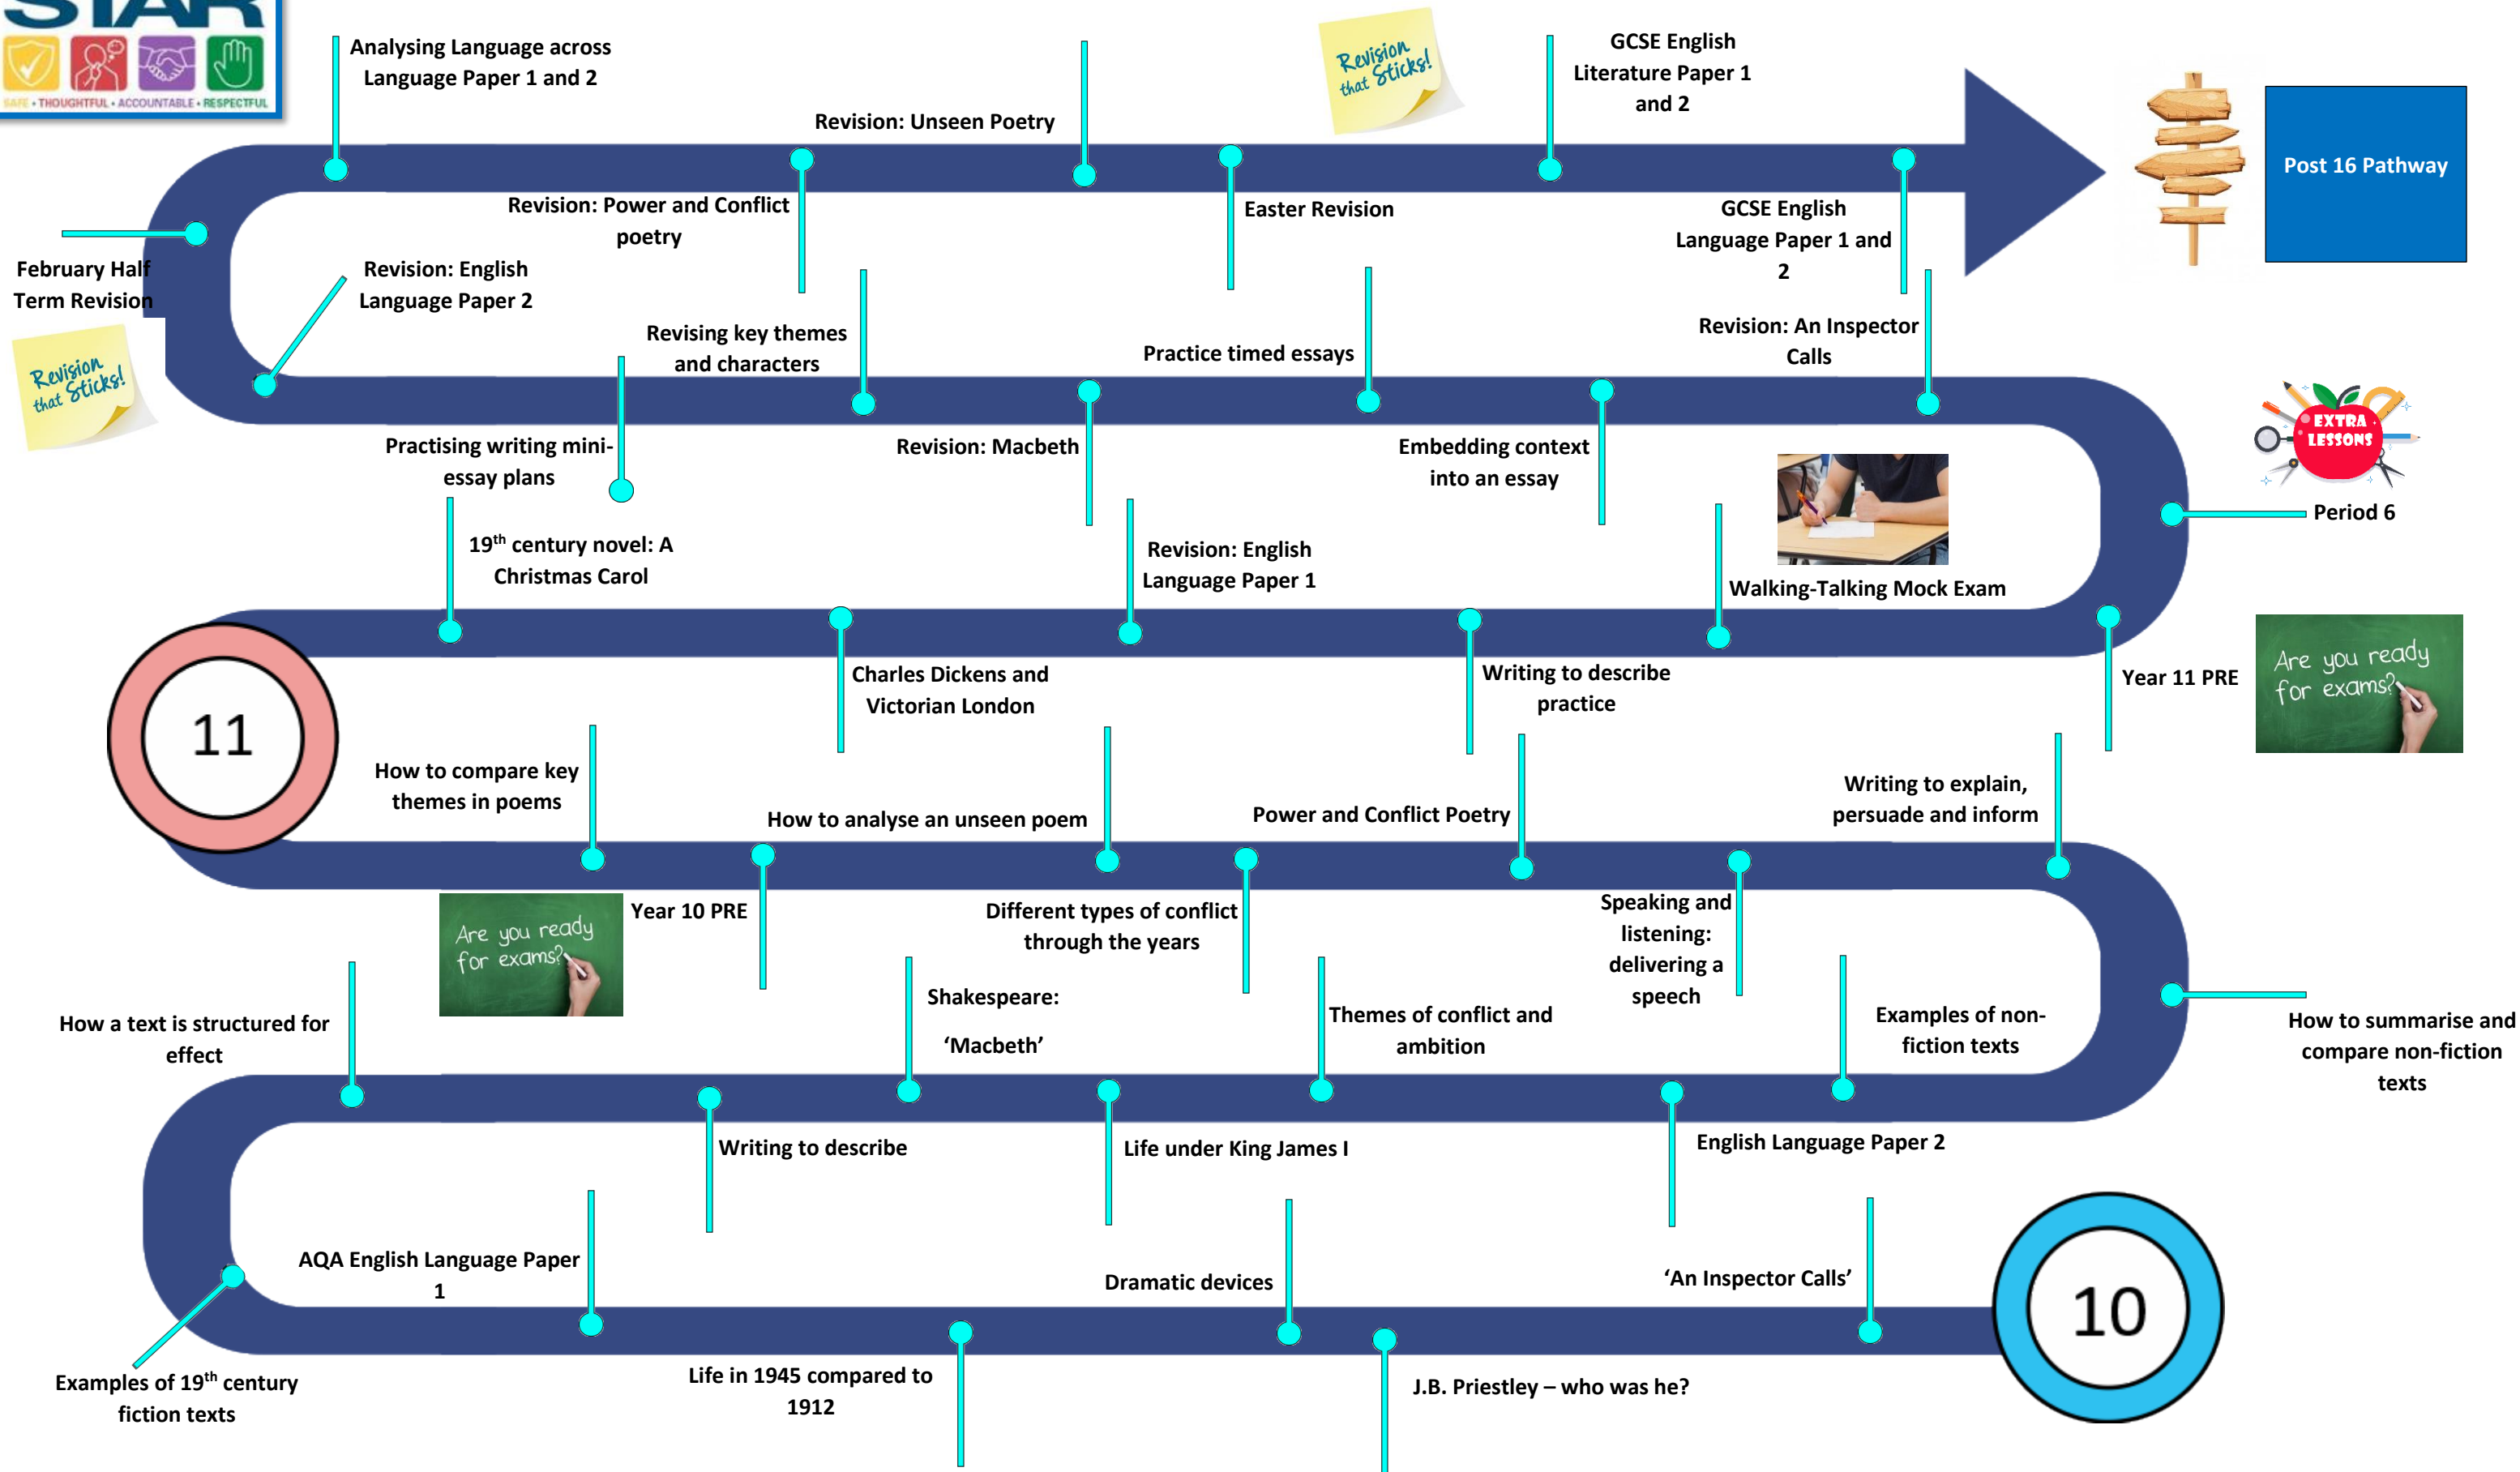 STAR
SAFE • THOUGHTFUL • ACCOUNTABLE • RESPECTFUL
Analysing Language across
Language Paper 1 and 2
Revision: Unseen Poetry
Revision
that Sticks!
GCSE English
Literature Paper 1
and 2
Post 16 Pathway
February Half
Term Revision
Revision: Power and Conflict
poetry
Easter Revision
GCSE English
Language Paper 1 and
2
Revision
that Sticks!
Revision: English
Language Paper 2
Revising key themes
and characters
Practice timed essays
Revision: An Inspector
Calls
Practising writing mini-
essay plans
Revision: Macbeth
Embedding context
into an essay
EXTRA
LESSONS
Period 6
19th century novel: A
Christmas Carol
Revision: English
Language Paper 1
Walking-Talking Mock Exam
11
Charles Dickens and
Victorian London
Writing to describe
practice
Year 11 PRE
Are you ready
for exams?
How to compare key
themes in poems
How to analyse an unseen poem
Power and Conflict Poetry
Writing to explain,
persuade and inform
Are you ready
for exams?
Year 10 PRE
Different types of conflict
through the years
Speaking and
listening:
delivering a
speech
How a text is structured for
effect
Shakespeare:
‘Macbeth’
Themes of conflict and
ambition
Examples of non-
fiction texts
How to summarise and
compare non-fiction
texts
Writing to describe
Life under King James I
English Language Paper 2
AQA English Language Paper
1
Dramatic devices
‘An Inspector Calls’
10
Examples of 19th century
fiction texts
Life in 1945 compared to
1912
J.B. Priestley – who was he?